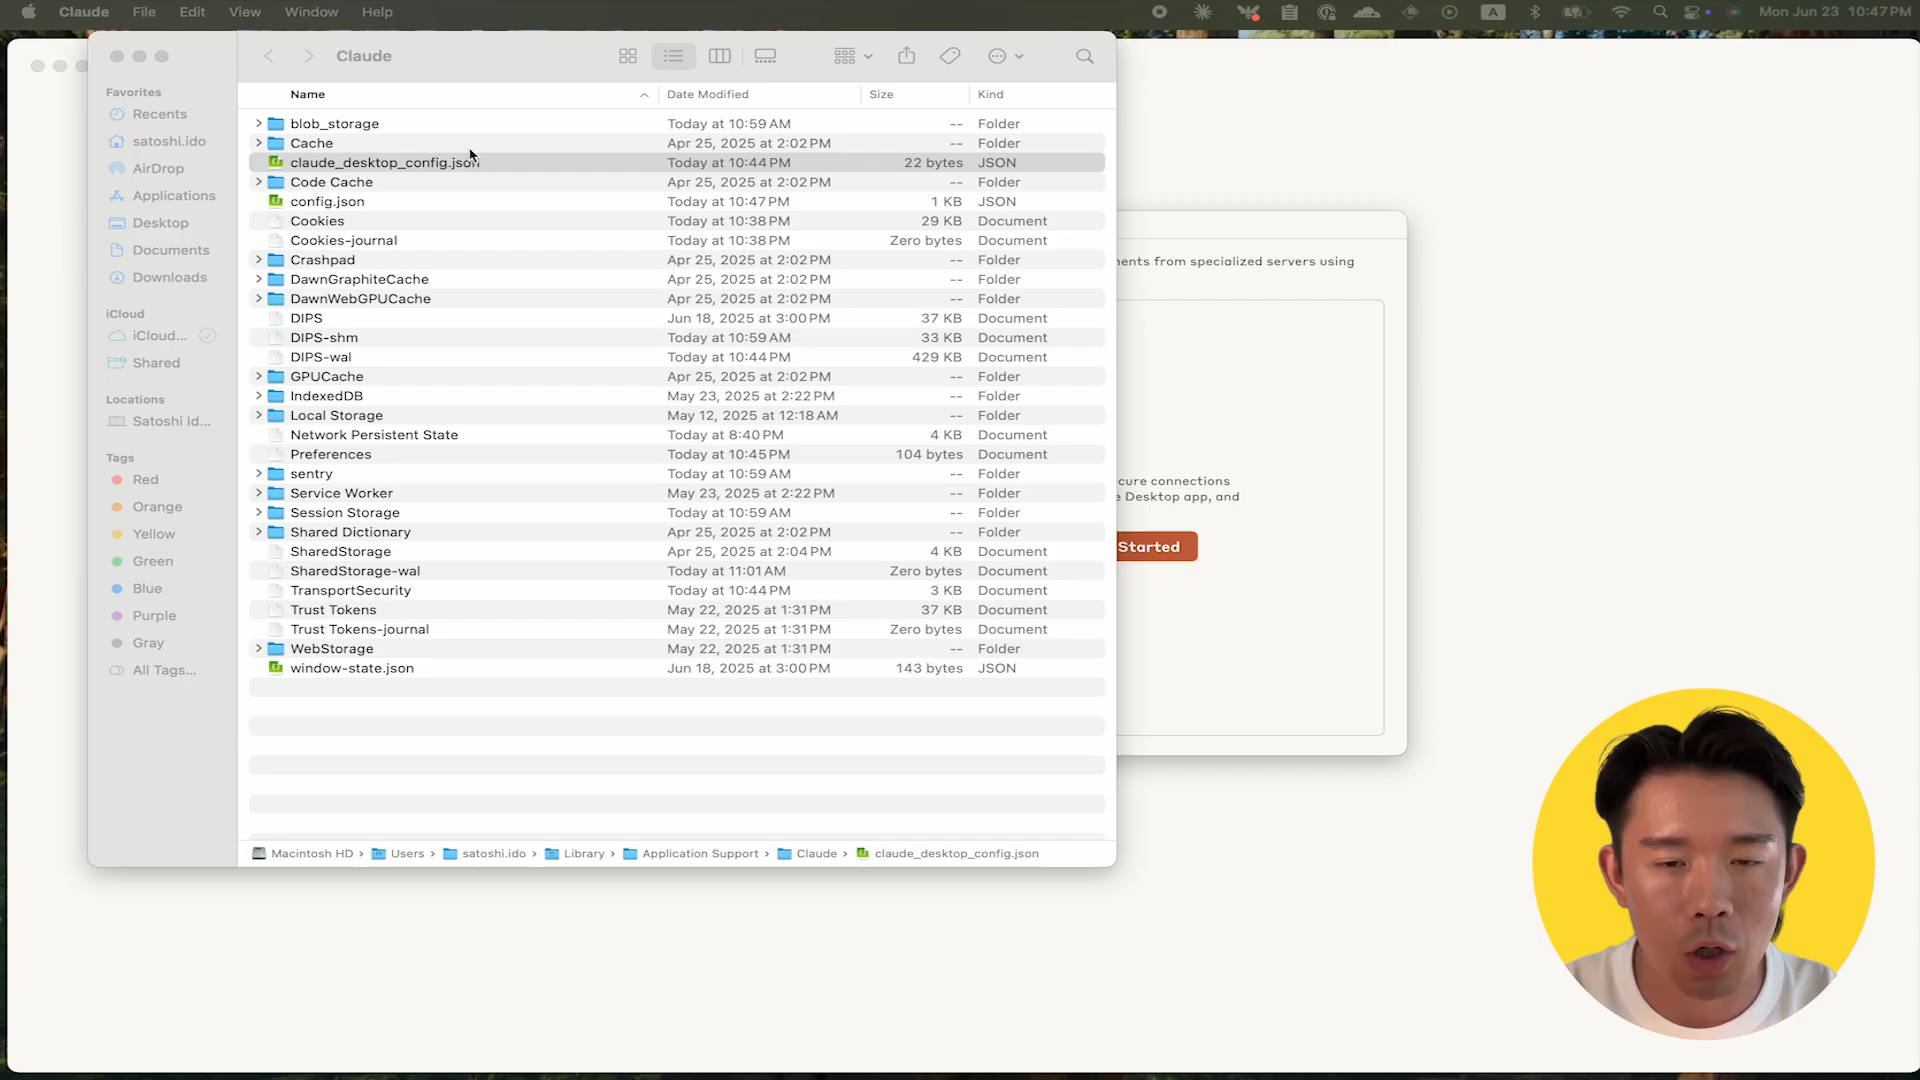 Claude File Edit View Window Help
A Mon Jun 23 10:47PM
Claude
Name Date Modified Size Kind
Favorites
Recents
satoshi.ido
AirDrop
Applications
Desktop
Documents
Downloads
iCloud
iCloud...
Shared
Locations
Satoshi Id...
Tags
Red
Orange
Yellow
Green
Blue
Purple
Gray
All Tags...
blob_storage Today at 10:59 AM -- Folder
Cache Apr 25, 2025 at 2:02 PM -- Folder
claude_desktop_config.json Today at 10:44 PM 22 bytes JSON
Code Cache Apr 25, 2025 at 2:02 PM -- Folder
config.json Today at 10:47 PM 1 KB JSON
Cookies Today at 10:38 PM 29 KB Document
Cookies-journal Today at 10:38 PM Zero bytes Document
Crashpad Apr 25, 2025 at 2:02 PM -- Folder
DawnGraphiteCache Apr 25, 2025 at 2:02 PM -- Folder
DawnWebGPUCache Apr 25, 2025 at 2:02 PM -- Folder
DIPS Jun 18, 2025 at 3:00 PM 37 KB Document
DIPS-shm Today at 10:59 AM 33 KB Document
DIPS-wal Today at 10:44 PM 429 KB Document
GPUCache Apr 25, 2025 at 2:02 PM -- Folder
IndexedDB May 23, 2025 at 2:22 PM -- Folder
Local Storage May 12, 2025 at 12:18 AM -- Folder
Network Persistent State Today at 8:40 PM 4 KB Document
Preferences Today at 10:45 PM 104 bytes Document
sentry Today at 10:59 AM -- Folder
Service Worker May 23, 2025 at 2:22 PM -- Folder
Session Storage Today at 10:59 AM -- Folder
Shared Dictionary Apr 25, 2025 at 2:02 PM -- Folder
SharedStorage Apr 25, 2025 at 2:04 PM 4 KB Document
SharedStorage-wal Today at 11:01 AM Zero bytes Document
TransportSecurity Today at 10:44 PM 3 KB Document
Trust Tokens May 22, 2025 at 1:31 PM 37 KB Document
Trust Tokens-journal May 22, 2025 at 1:31 PM Zero bytes Document
WebStorage May 22, 2025 at 1:31 PM -- Folder
window-state.json Jun 18, 2025 at 3:00 PM 143 bytes JSON
Macintosh HD › Users › satoshi.ido › Library › Application Support › Claude › claude_desktop_config.json
ents from specialized servers using
cure connections
e Desktop app, and
Started